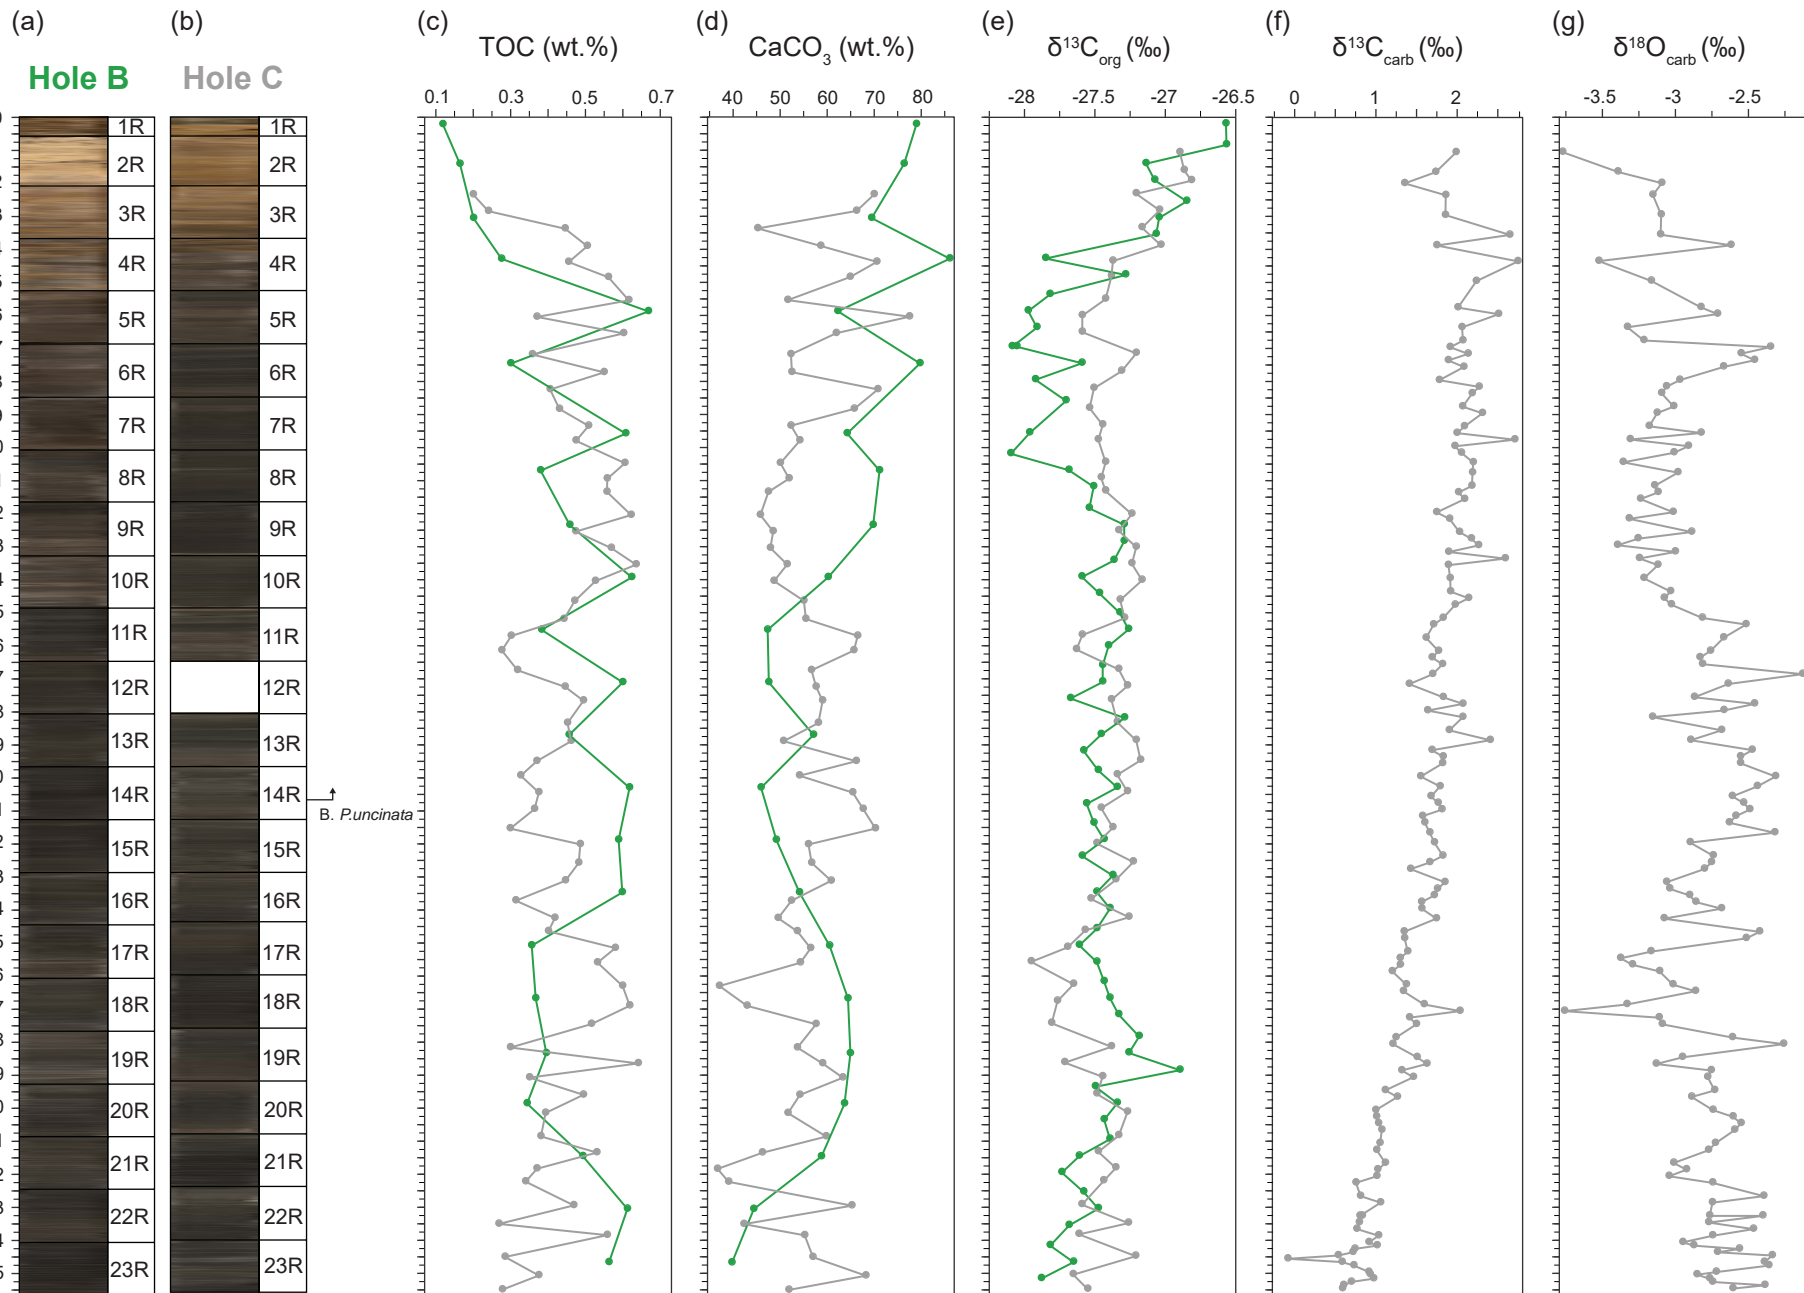 (a) (b) (c) (d) (e) (f) (g)
TOC (wt.%) CaCO₃ (wt.%) δ¹³C_org (‰) δ¹³C_carb (‰) δ¹⁸O_carb (‰)
Hole B Hole C
0.1 0.3 0.5 0.7 40 50 60 70 80 -28 -27.5 -27 -26.5 0 1 2 -3.5 -3 -2.5
1R 1R
2R 2R
3R 3R
4R 4R
5R 5R
6R 6R
7R 7R
8R 8R
9R 9R
10R 10R
11R 11R
12R 12R
13R 13R
14R 14R
B. P.uncinata
15R 15R
16R 16R
17R 17R
18R 18R
19R 19R
20R 20R
21R 21R
22R 22R
23R 23R